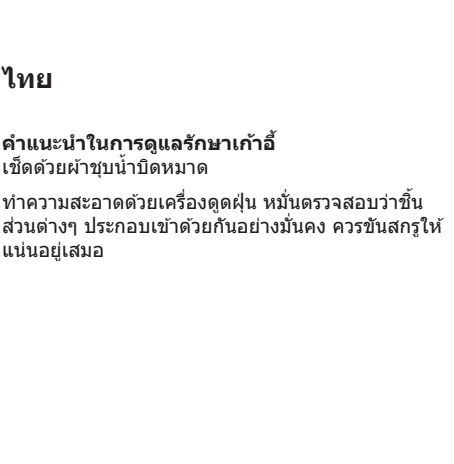 ไทย
คำแนะนำในการดูแลรักษาเก้าอี้
เช็ดด้วยผ้าชุบน้ำบิดหมาด
ทำความสะอาดด้วยเครื่องดูดฝุ่น หมั่นตรวจสอบว่าชิ้น
ส่วนต่างๆ ประกอบเข้าด้วยกันอย่างมั่นคง ควรขันสกรูให้
แน่นอยู่เสมอ